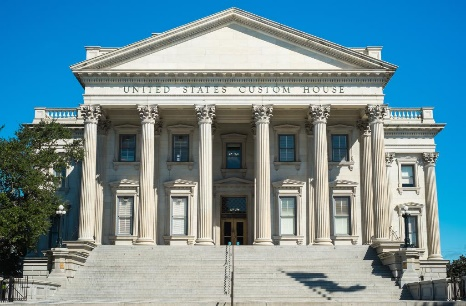 UNITED STATES CUSTOM HOUSE